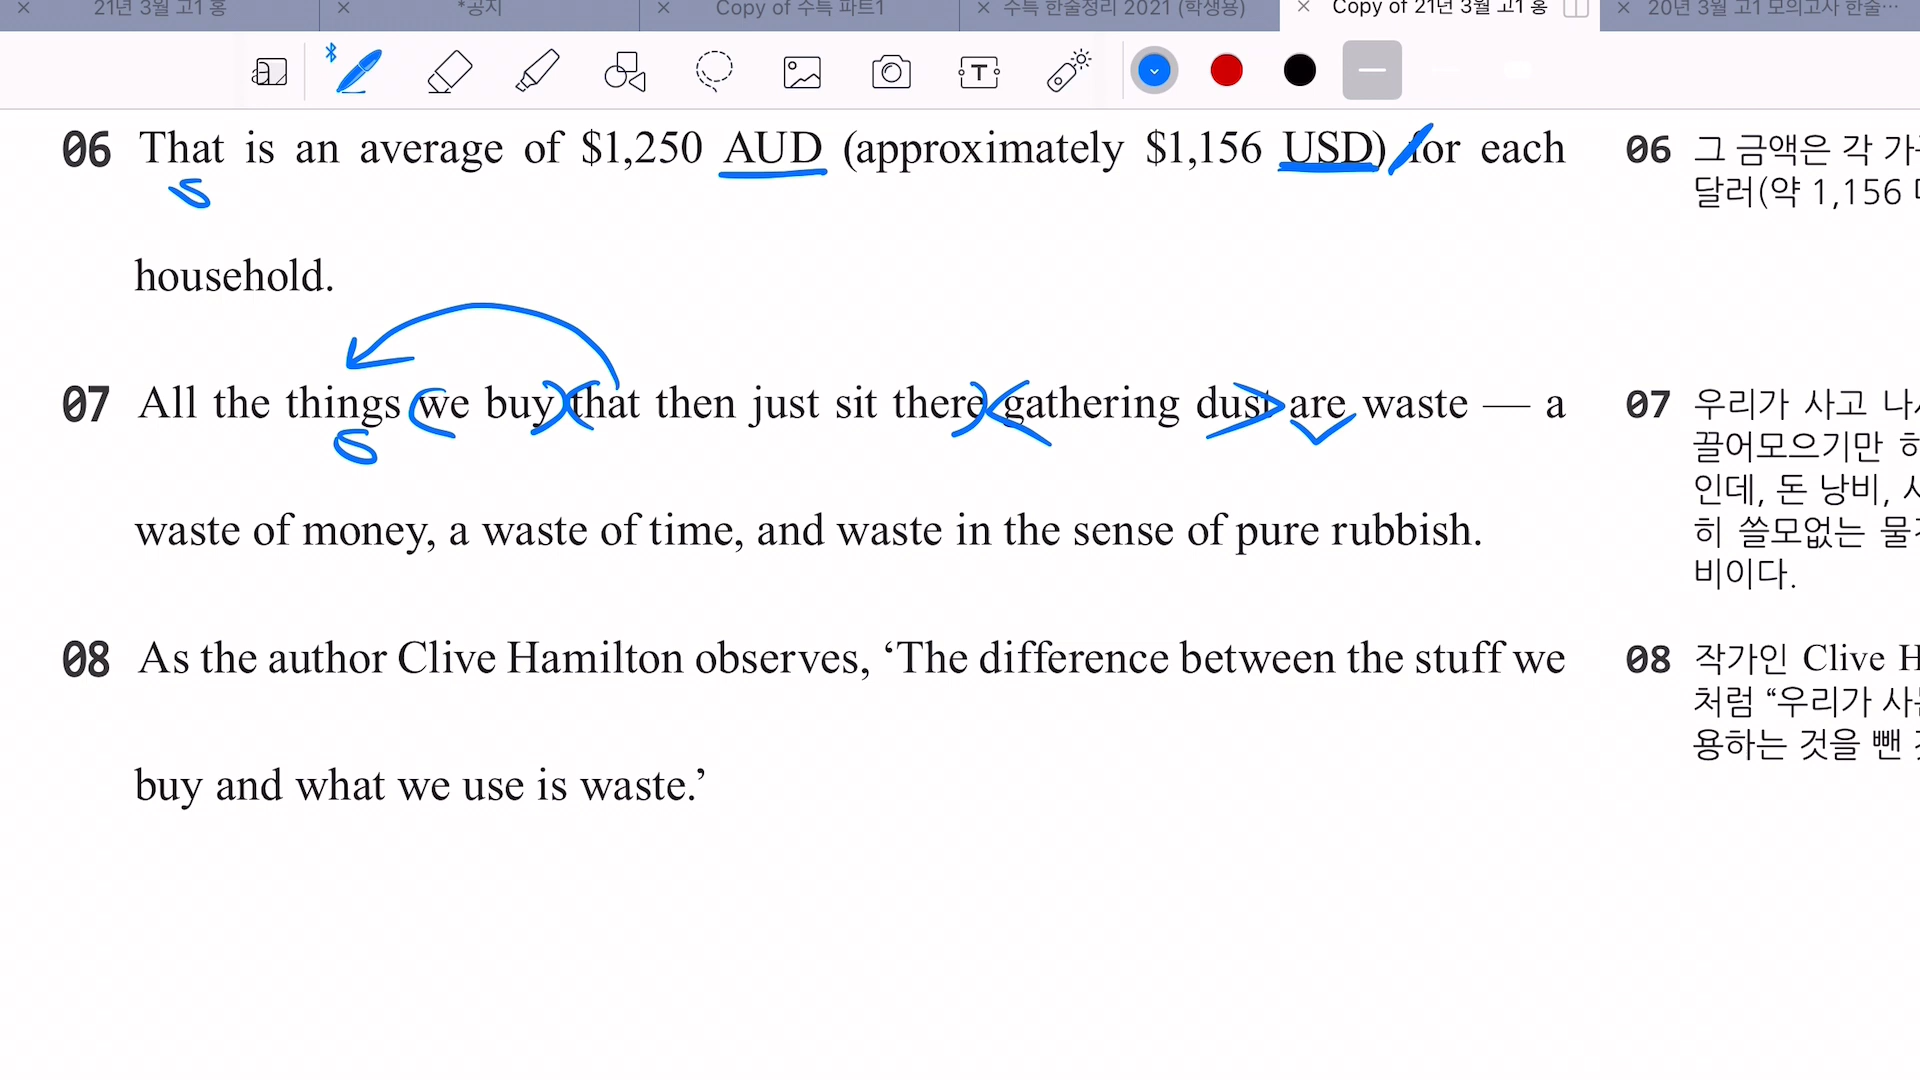 21년 3월 고1 홍
*공지
Copy of 수특 파트1
수특 한술정리 2021 (학생용)
Copy of 21년 3월 고1 홍
20년 3월 고1 모의고사 한술…
T
06 That is an average of $1,250 AUD (approximately $1,156 USD) for each
S
household.
07 All the things we buy that then just sit there gathering dust are waste — a
S
V
waste of money, a waste of time, and waste in the sense of pure rubbish.
08 As the author Clive Hamilton observes, ‘The difference between the stuff we
buy and what we use is waste.’
06 그 금액은 각
달러(약 1,156
07 우리가 사고
끌어모으기만
인데, 돈 낭비,
히 쓸모없는
비이다.
08 작가인 Clive H
처럼 “우리가
용하는 것을 뺀